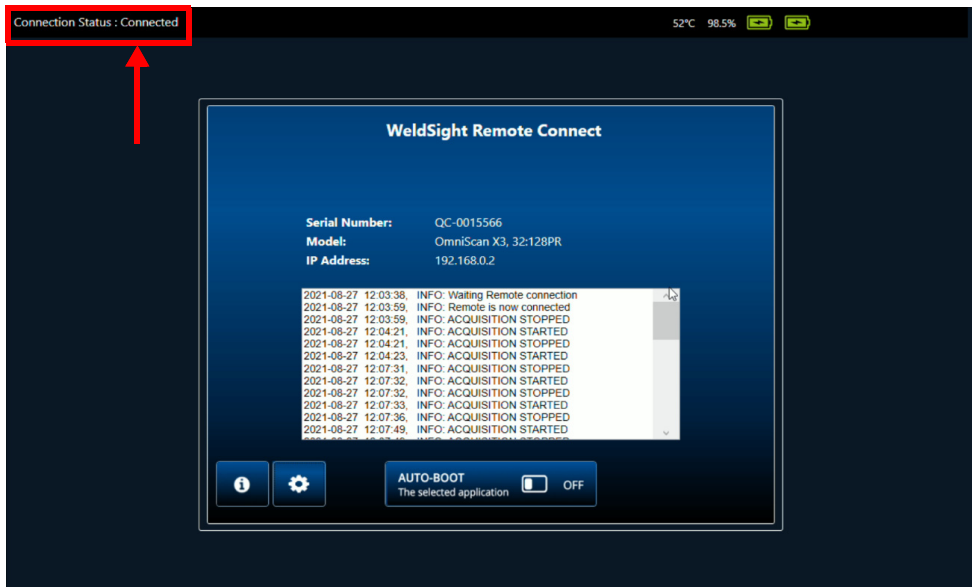 Connection Status : Connected
52°C 98.5%
WeldSight Remote Connect
Serial Number: QC-0015566
Model: OmniScan X3, 32:128PR
IP Address: 192.168.0.2
2021-08-27 12:03:38, INFO: Waiting Remote connection
2021-08-27 12:03:59, INFO: Remote is now connected
2021-08-27 12:03:59, INFO: ACQUISITION STOPPED
2021-08-27 12:04:21, INFO: ACQUISITION STARTED
2021-08-27 12:04:21, INFO: ACQUISITION STOPPED
2021-08-27 12:04:23, INFO: ACQUISITION STARTED
2021-08-27 12:07:31, INFO: ACQUISITION STOPPED
2021-08-27 12:07:32, INFO: ACQUISITION STARTED
2021-08-27 12:07:32, INFO: ACQUISITION STOPPED
2021-08-27 12:07:33, INFO: ACQUISITION STARTED
2021-08-27 12:07:36, INFO: ACQUISITION STOPPED
2021-08-27 12:07:49, INFO: ACQUISITION STARTED
AUTO-BOOT
The selected application
OFF